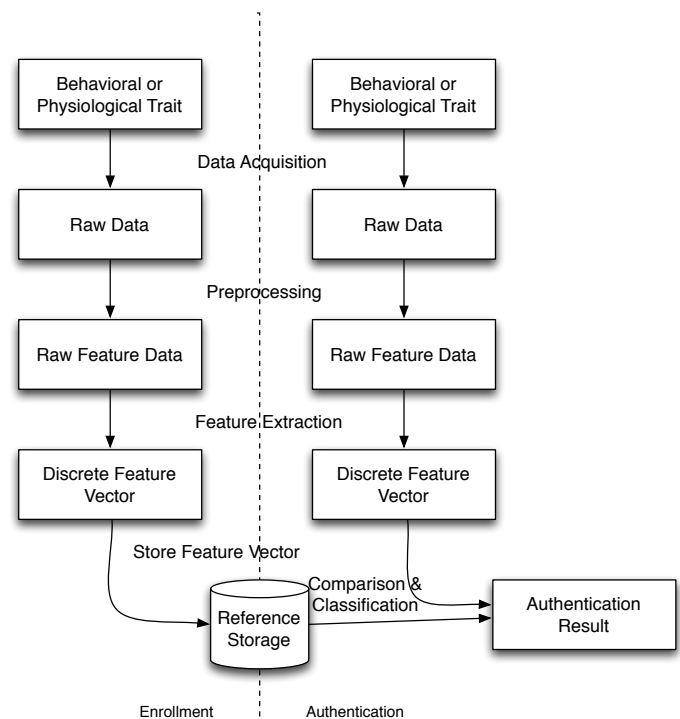 Behavioral or
Physiological Trait
Behavioral or
Physiological Trait
Data Acquisition
Raw Data
Raw Data
Preprocessing
Raw Feature Data
Raw Feature Data
Feature Extraction
Discrete Feature
Vector
Discrete Feature
Vector
Store Feature Vector
Comparison &
Classification
Reference
Storage
Authentication
Result
Enrollment
Authentication